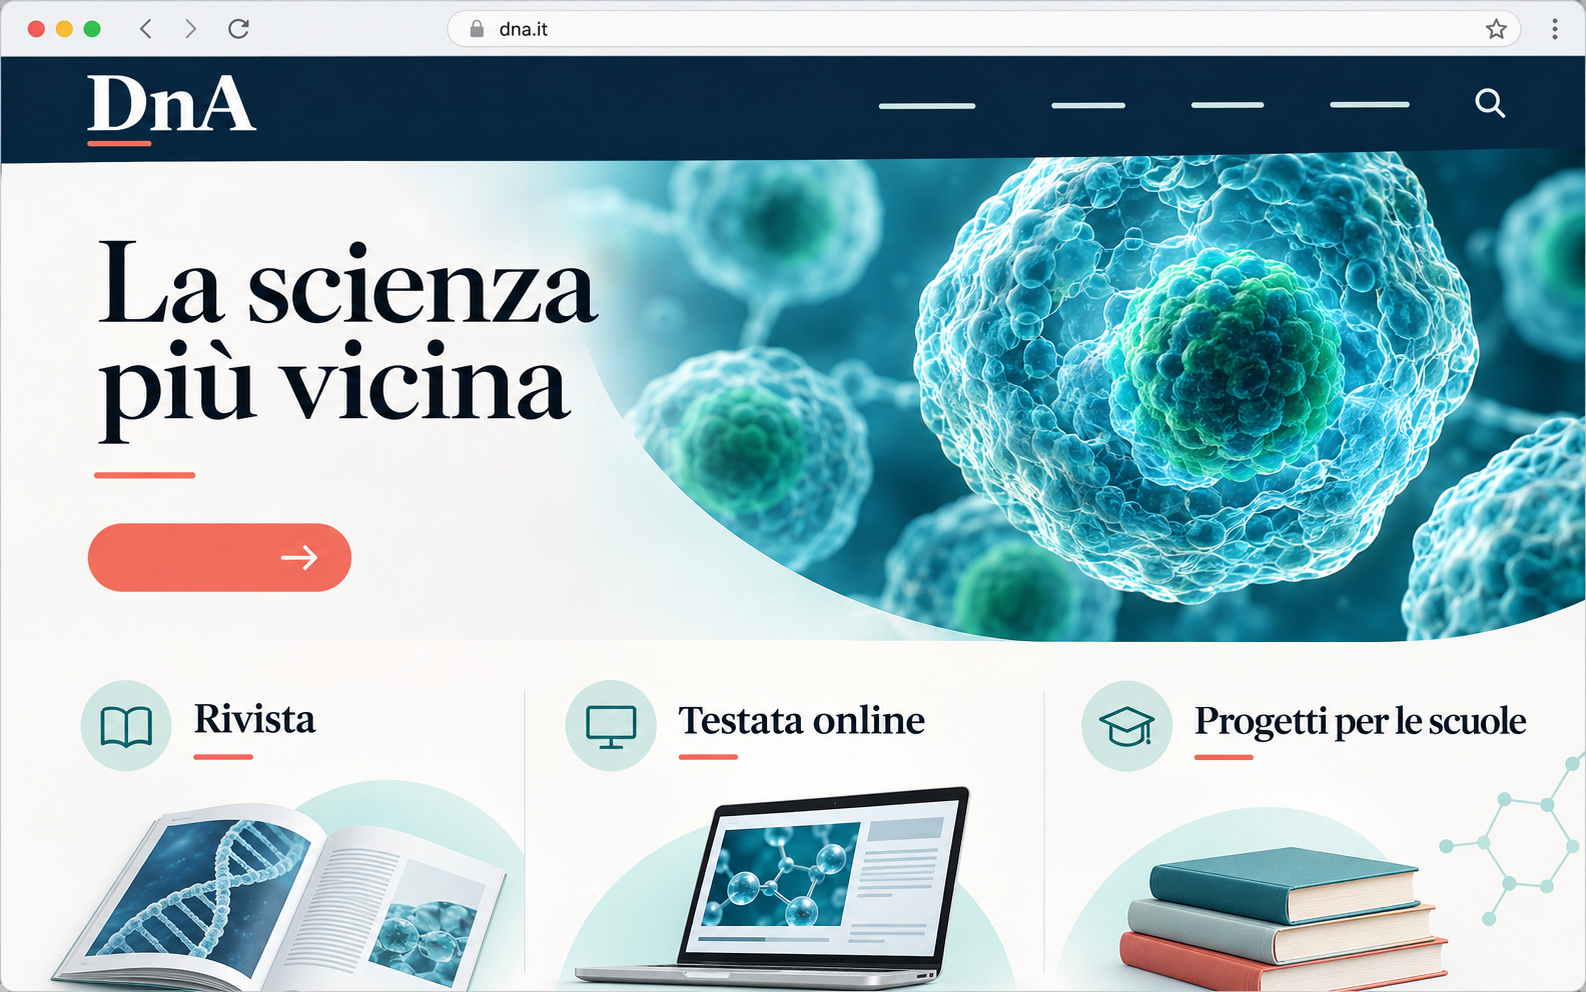 dna.it
DnA
La scienza
più vicina
Rivista
Testata online
Progetti per le scuole